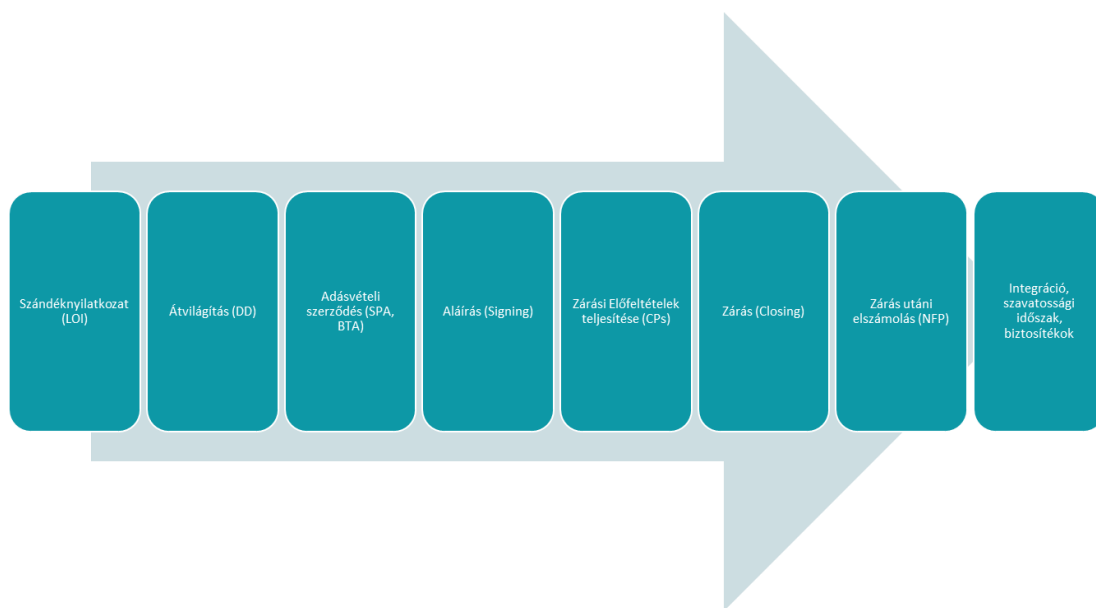 Szándéknyilatkozat
(LOI)
Átvilágítás (DD)
Adásvételi
szerződés (SPA,
BTA)
Aláírás (Signing)
Zárási Előfeltételek
teljesítése (CPs)
Zárás (Closing)
Zárás utáni
elszámolás (NFP)
Integráció,
szavatossági
időszak,
biztosítékok